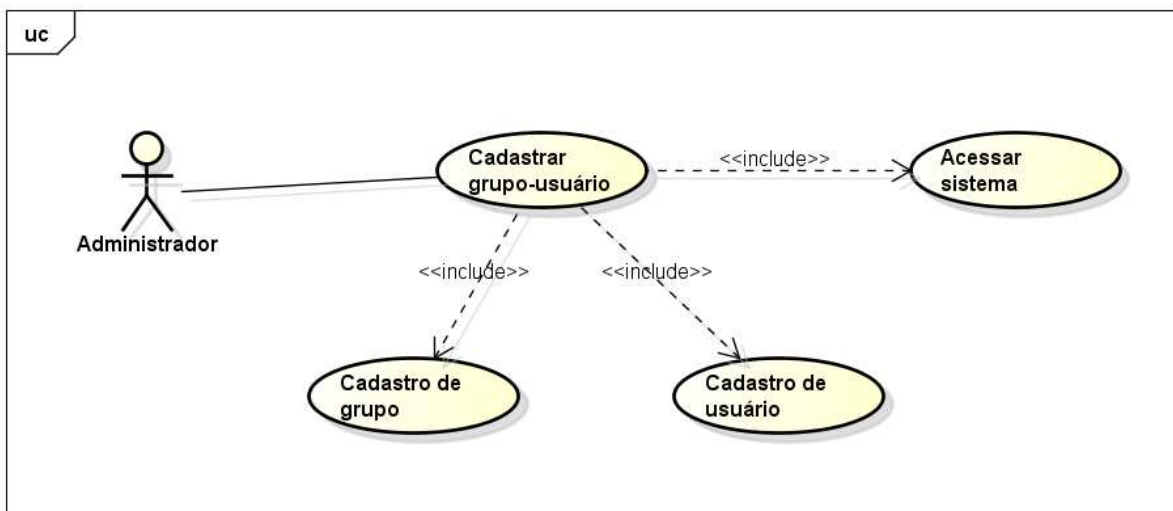 uc
Cadastrar
grupo-usuário
<<include>>
Acessar
sistema
Administrador
<<include>>
<<include>>
Cadastro de
grupo
Cadastro de
usuário